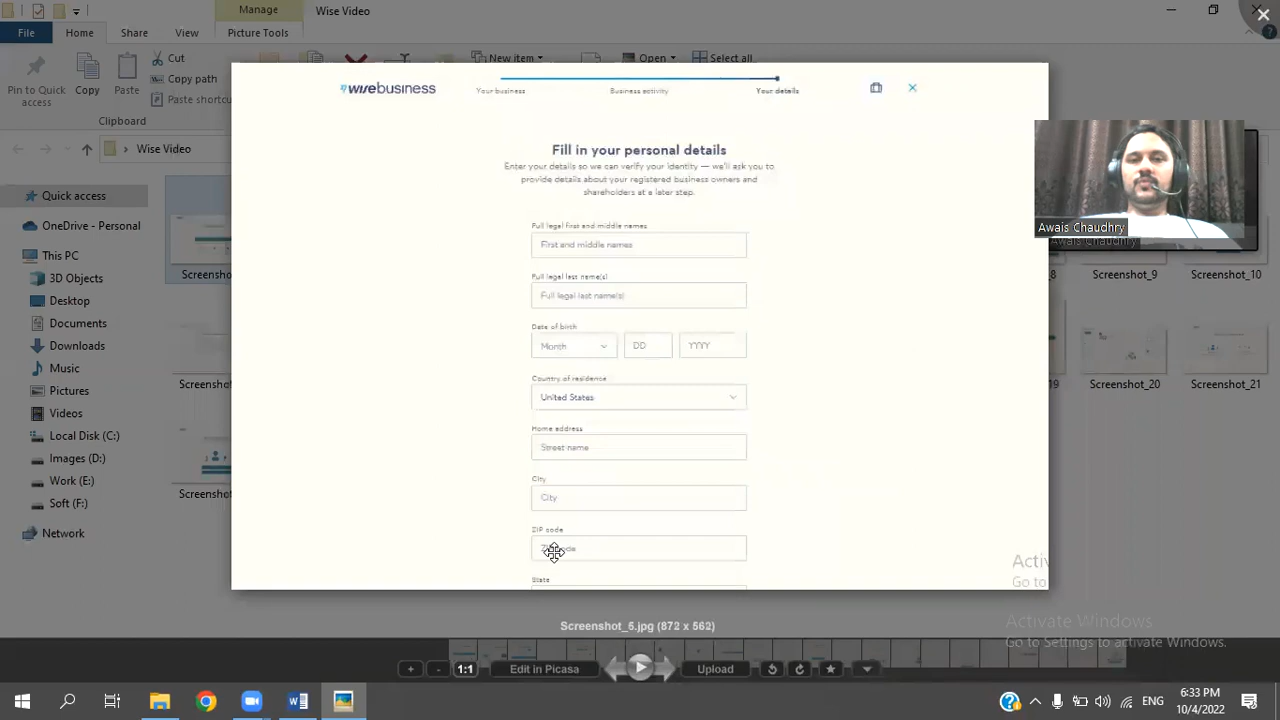 Manage
Wise Video
File
Home
Share
View
Picture Tools
Pin to Quick access
Copy
Paste
Cut
Copy path
Paste shortcut
Clipboard
New item
Open
Select all
Wise Video
Quick access
OneDrive - Personal
This PC
3D Objects
Desktop
Documents
Downloads
Music
Pictures
Videos
Local Disk (C:)
Images (D:)
Work (E:)
Soft (F:)
Network
Screenshot_9
Screenshot_10
Screenshot_20
Screenshot_21
wisebusiness
Your business
Business activity
Your details
Fill in your personal details
Enter your details so we can verify your identity — we'll ask you to
provide details about your registered business owners and
shareholders at a later step.
Full legal first and middle names
First and middle names
Full legal last name(s)
Full legal last name(s)
Date of birth
Month
DD
YYYY
Country of residence
United States
Home address
Street name
City
City
ZIP code
State
Awais Chaudhry
Awais Chaudhry
Screenshot_5.jpg (872 x 562)
Activate Windows
Go to Settings to activate Windows.
1:1
Edit in Picasa
Upload
ENG
6:33 PM
10/4/2022